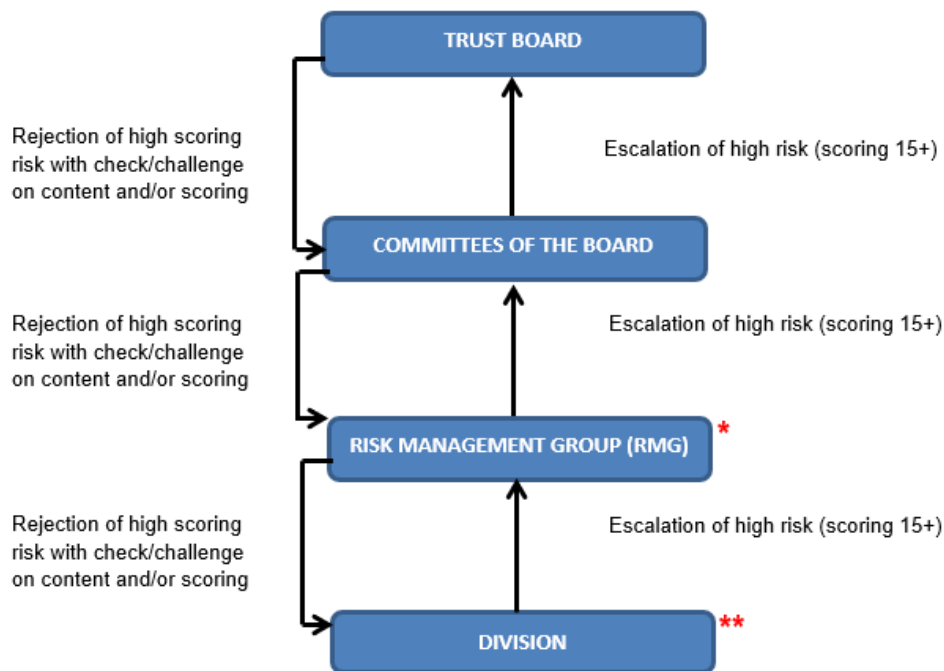 TRUST BOARD
Rejection of high scoring
risk with check/challenge
on content and/or scoring
Escalation of high risk (scoring 15+)
COMMITTEES OF THE BOARD
Rejection of high scoring
risk with check/challenge
on content and/or scoring
Escalation of high risk (scoring 15+)
RISK MANAGEMENT GROUP (RMG) *
Rejection of high scoring
risk with check/challenge
on content and/or scoring
Escalation of high risk (scoring 15+)
DIVISION **